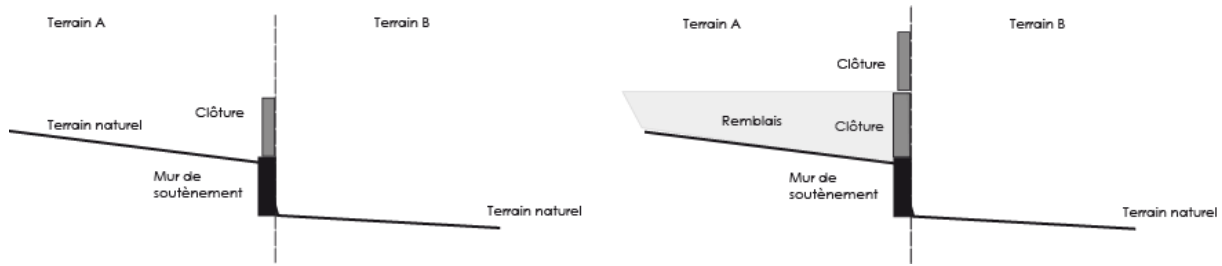 Terrain A
Terrain B
Clôture
Terrain naturel
Mur de
soutènement
Terrain naturel
Terrain A
Terrain B
Clôture
Remblais
Clôture
Mur de
soutènement
Terrain naturel